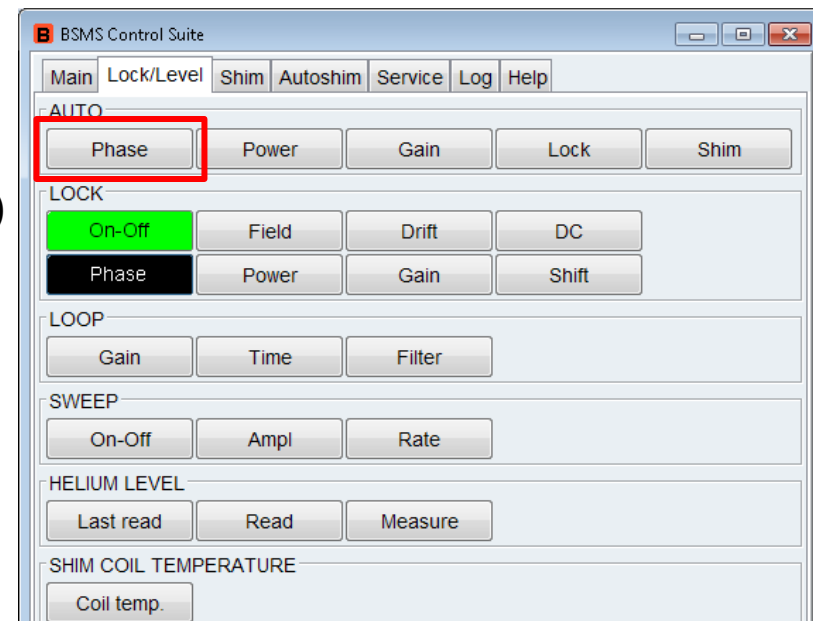 )
B BSMS Control Suite
Main Lock/Level Shim Autoshim Service Log Help
AUTO
Phase Power Gain Lock Shim
LOCK
On-Off Field Drift DC
Phase Power Gain Shift
LOOP
Gain Time Filter
SWEEP
On-Off Ampl Rate
HELIUM LEVEL
Last read Read Measure
SHIM COIL TEMPERATURE
Coil temp.